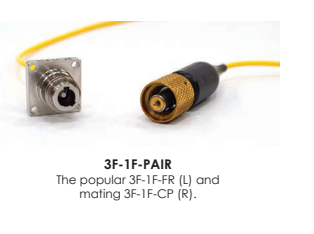 3F-1F-PAIR
The popular 3F-1F-FR (L) and
mating 3F-1F-CP (R).